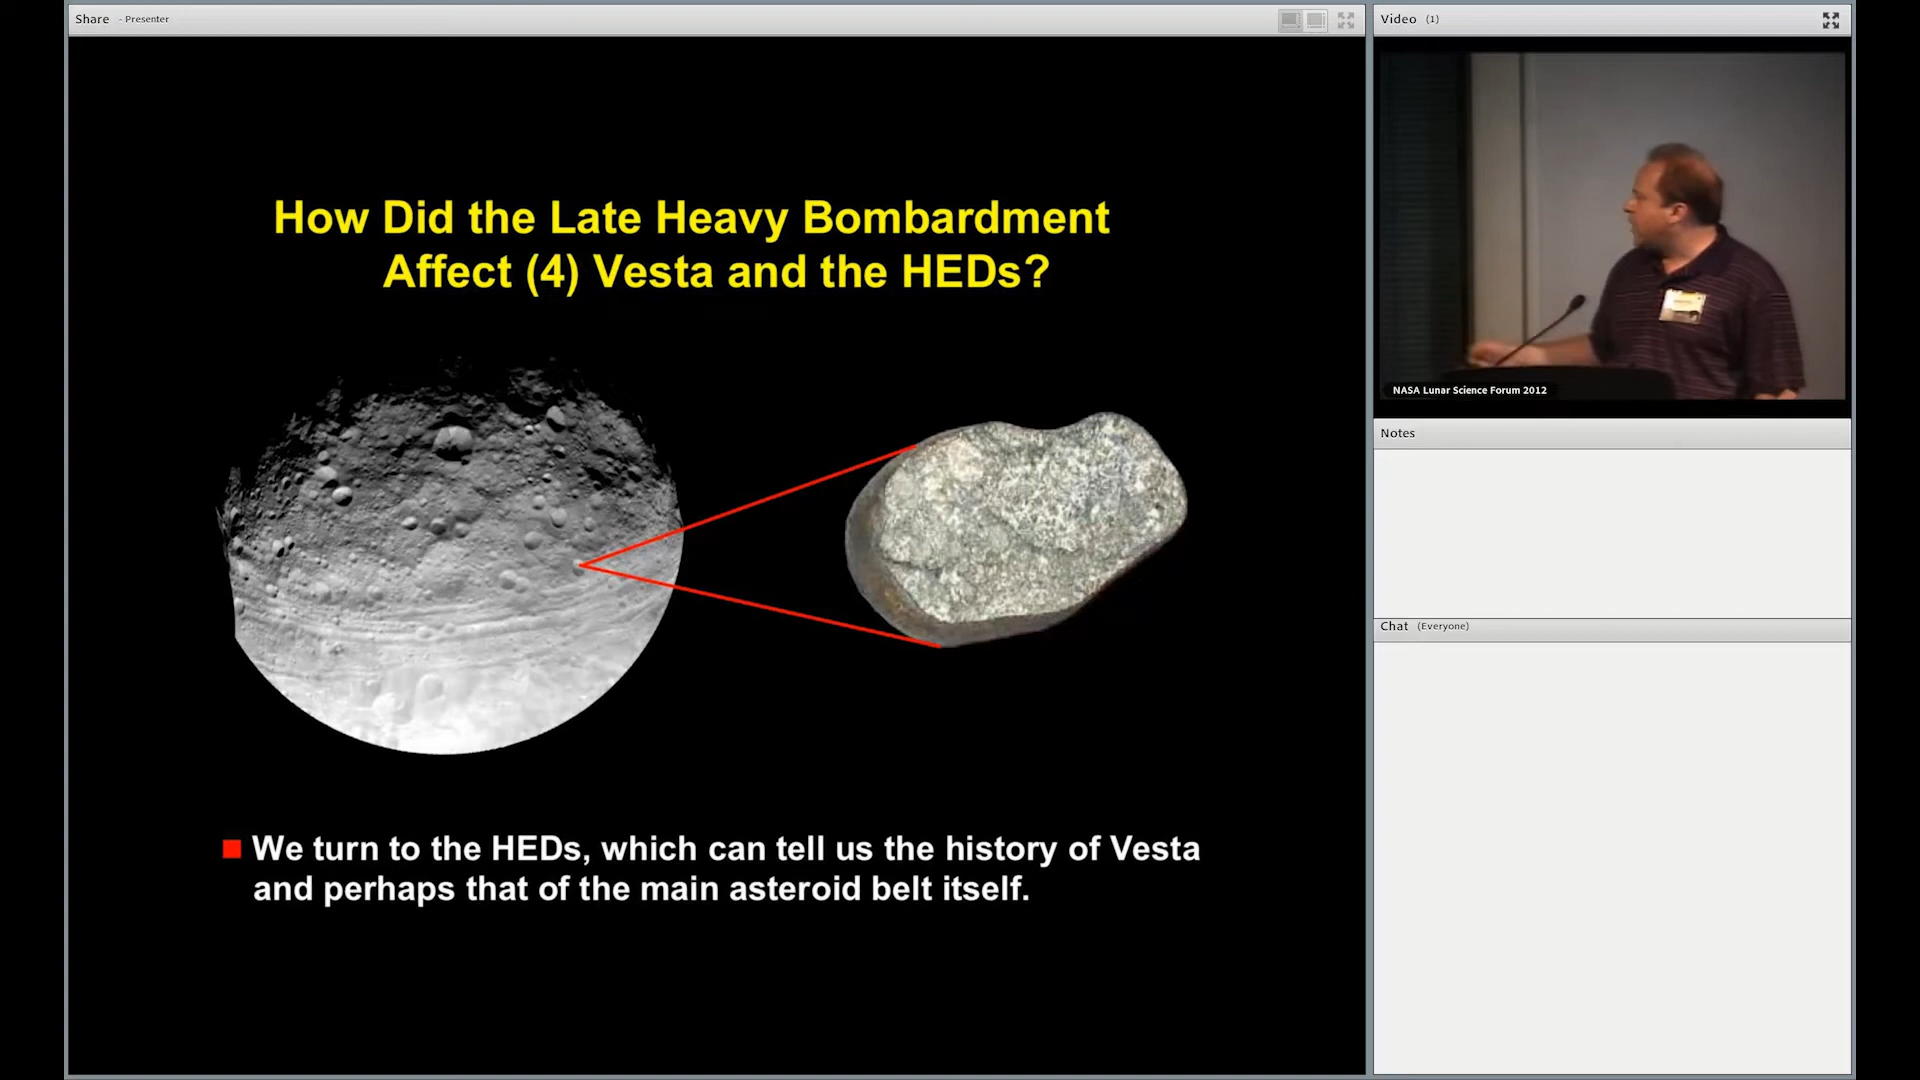 Share - Presenter
How Did the Late Heavy Bombardment
Affect (4) Vesta and the HEDs?
We turn to the HEDs, which can tell us the history of Vesta
and perhaps that of the main asteroid belt itself.
Video (1)
NASA Lunar Science Forum 2012
Notes
Chat (Everyone)